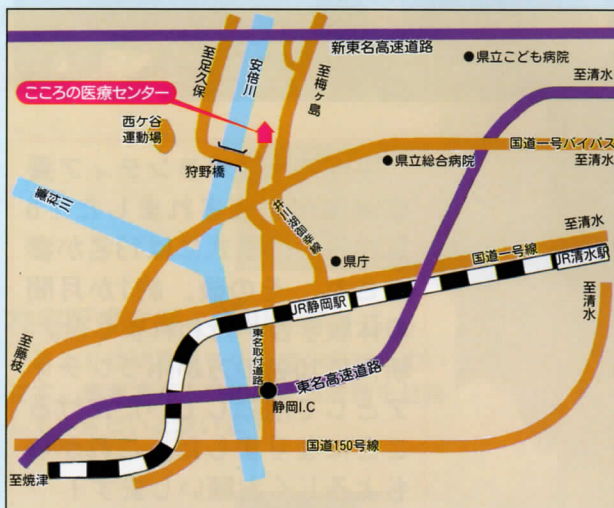 新東名高速道路
県立こども病院
至清水
至足久保
安倍川
至梅ヶ島
こころの医療センター
西ケ谷
運動場
狩野橋
国道一号バイパス
県立総合病院
至清水
藁科川
井川湖御幸線
至清水
県庁
国道一号線
JR清水駅
JR静岡駅
至清水
至藤枝
東名取付道路
東名高速道路
静岡I.C
国道150号線
至焼津